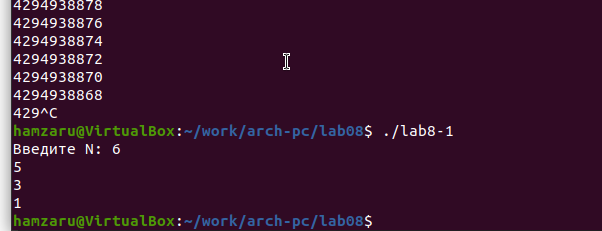 4294938878
4294938876
4294938874
4294938872
4294938870
4294938868
429^C
hamzaru@VirtualBox:~/work/arch-pc/lab08$ ./lab8-1
Введите N: 6
5
3
1
hamzaru@VirtualBox:~/work/arch-pc/lab08$